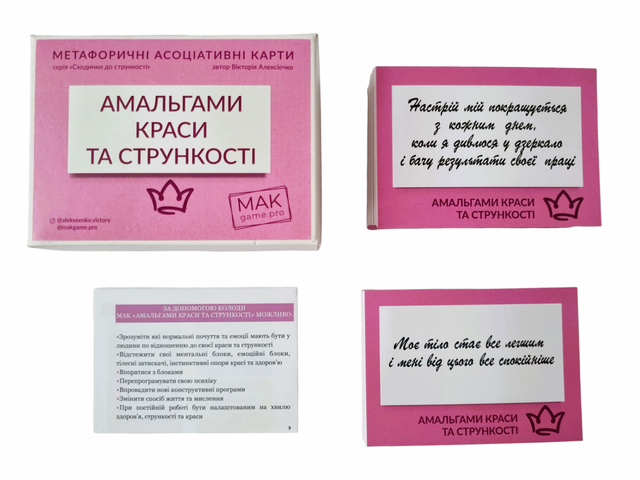 МЕТАФОРИЧНІ АСОЦІАТИВНІ КАРТИ
серія «Сходинки до стрункості» автор Вікторія Алексієчко
АМАЛЬГАМИ
КРАСИ
ТА СТРУНКОСТІ
@alekseenko.victory
@makgame.pro
МАК
game.pro
Настрій мій покращується
з кожним днем,
коли я дивлюся у дзеркало
і бачу результати своєї праці
АМАЛЬГАМИ КРАСИ
ТА СТРУНКОСТІ
ЗА ДОПОМОГОЮ КОЛОДИ
МАК «АМАЛЬГАМИ КРАСИ ТА СТРУНКОСТІ» МОЖЛИВО:
•Зрозуміти які нормальні почуття та емоції мають бути у
людини по відношенню до своєї краси та стрункості
•Відстежити свої ментальні блоки, емоційні блоки,
тілесні затискачі, інстинктивні опори красі та здоров'ю
•Впоратися з блоками
•Перепрограмувати свою психіку
•Впровадити нові конструктивні програми
•Змінити спосіб життя та мислення
•При постійній роботі бути налаштованим на хвилю
здоров'я, стрункості та краси
3
Моє тіло стає все легшим
і мені від цього все спокійніше
АМАЛЬГАМИ КРАСИ
ТА СТРУНКОСТІ